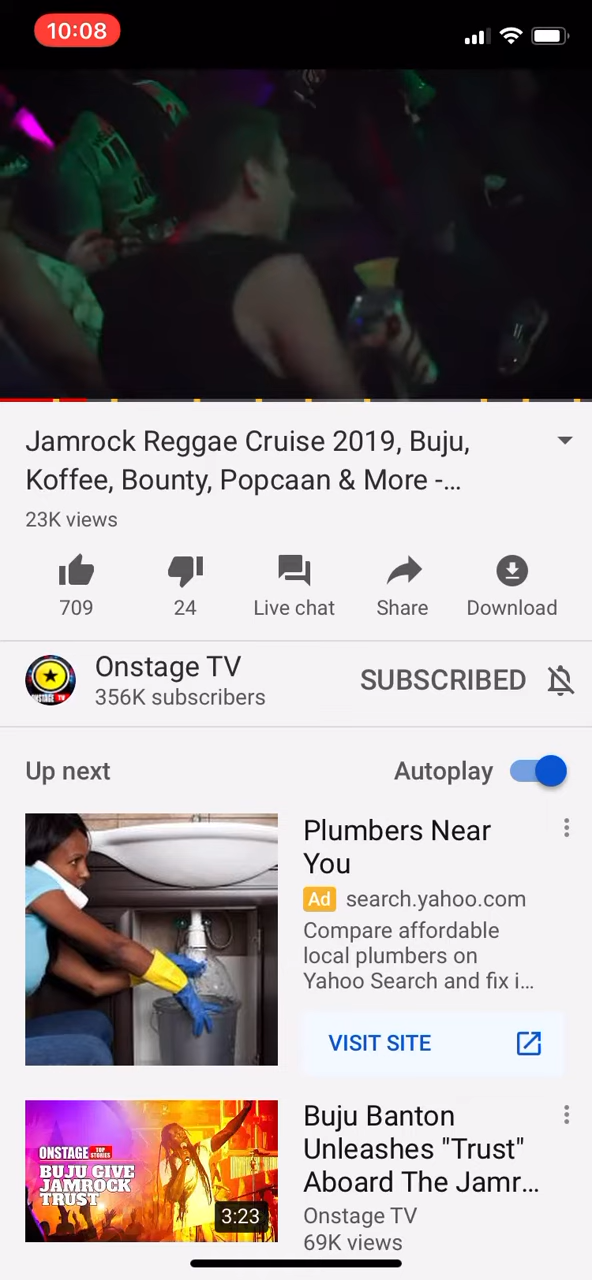 10:08
Jamrock Reggae Cruise 2019, Buju,
Koffee, Bounty, Popcaan & More -...
23K views
709
24
Live chat
Share
Download
Onstage TV
356K subscribers
SUBSCRIBED
Up next
Autoplay
Plumbers Near
You
Ad search.yahoo.com
Compare affordable
local plumbers on
Yahoo Search and fix i...
VISIT SITE
ONSTAGE TOP STORIES
BUJU GIVE
JAMROCK
TRUST
3:23
Buju Banton
Unleashes "Trust"
Aboard The Jamr...
Onstage TV
69K views